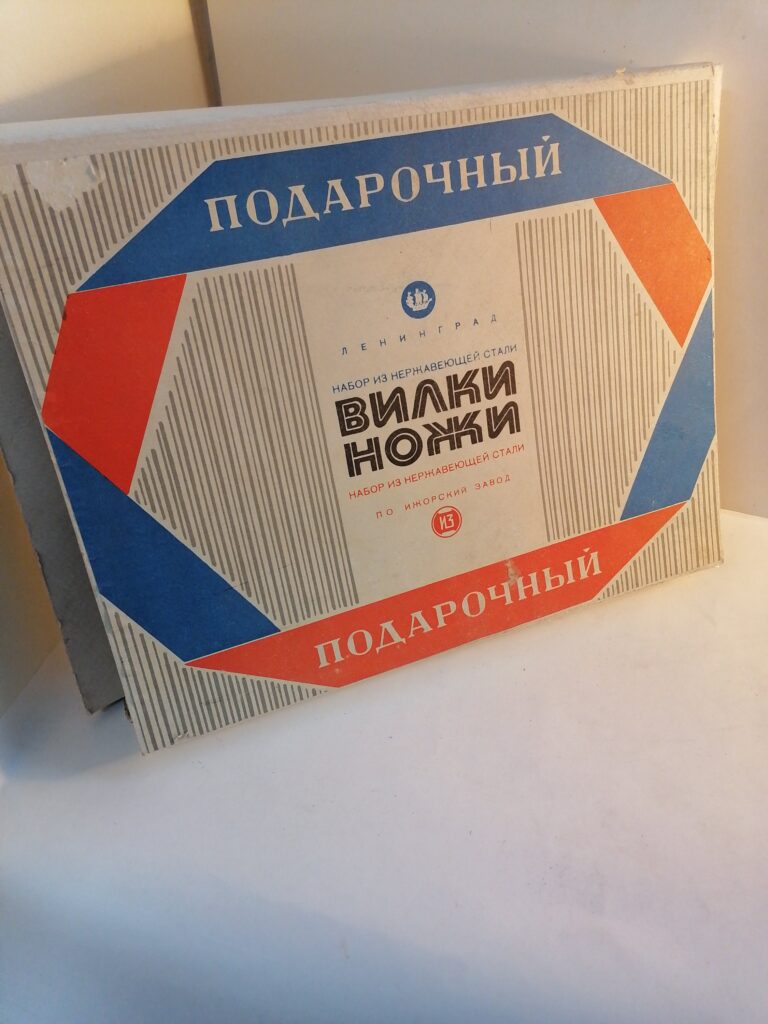 ПОДАРОЧНЫЙ
ЛЕНИНГРАД
НАБОР ИЗ НЕРЖАВЕЮЩЕЙ СТАЛИ
ВИЛКИ
НОЖИ
НАБОР ИЗ НЕРЖАВЕЮЩЕЙ СТАЛИ
ПО ИЖОРСКИЙ ЗАВОД
ИЗ
ПОДАРОЧНЫЙ